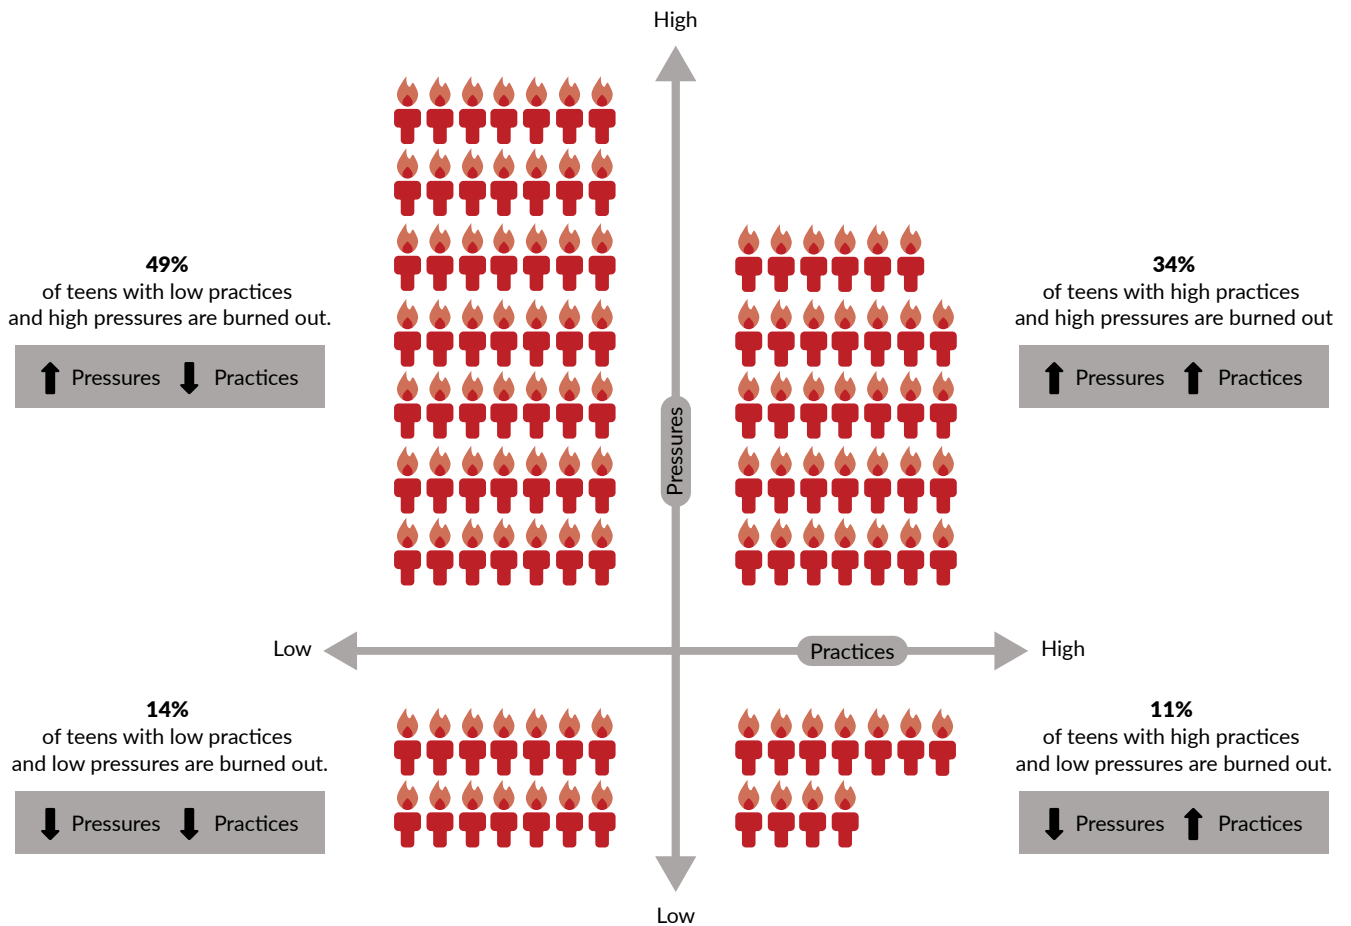 High
49%
of teens with low practices
and high pressures are burned out.
Pressures Practices
34%
of teens with high practices
and high pressures are burned out
Pressures Practices
Pressures
Low
Practices
High
14%
of teens with low practices
and low pressures are burned out.
Pressures Practices
11%
of teens with high practices
and low pressures are burned out.
Pressures Practices
Low